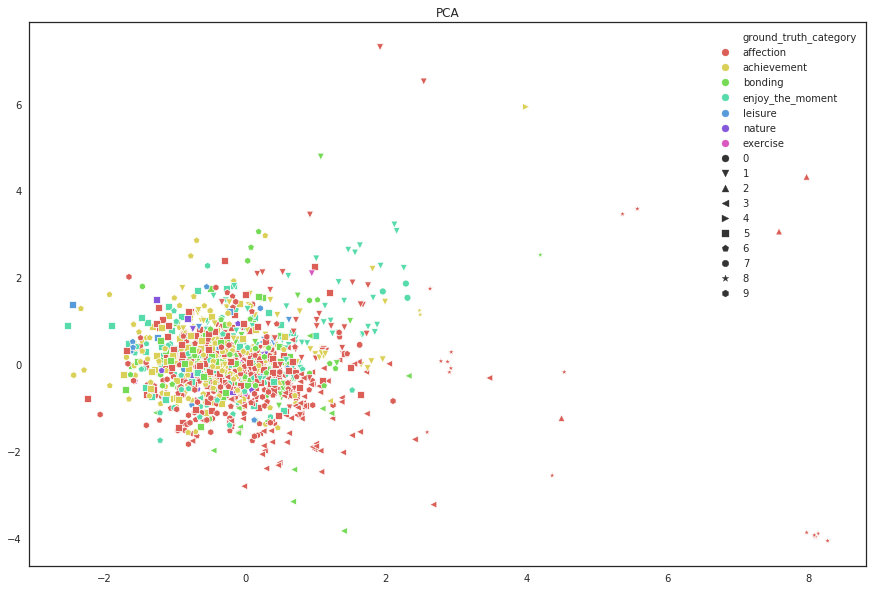 PCA
ground_truth_category
affection
achievement
bonding
enjoy_the_moment
leisure
nature
exercise
0
1
2
3
4
5
6
7
8
9
6
4
2
0
−2
−4
−2 0 2 4 6 8